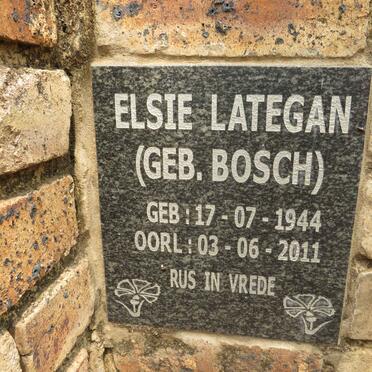 ELSIE LATEGAN
(GEB. BOSCH)
GEB : 17 - 07 - 1944
OORL : 03 - 06 - 2011
RUS IN VREDE